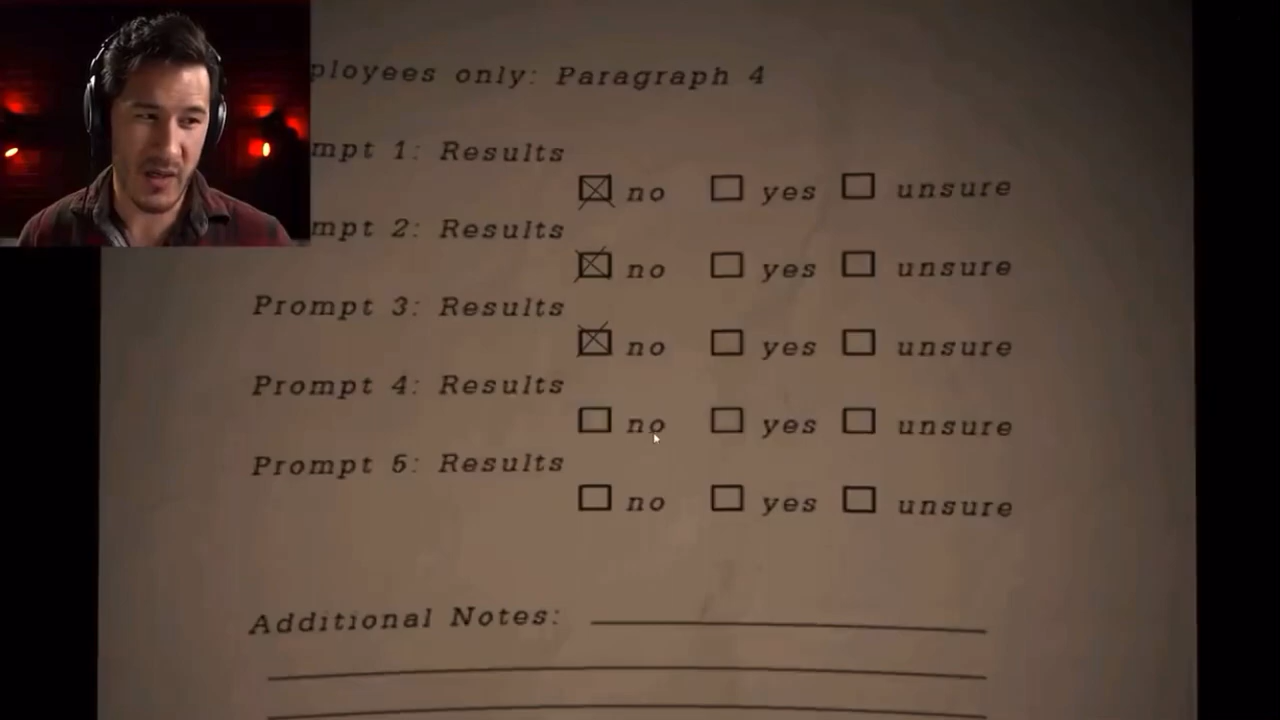 ployees only: Paragraph 4
mpt 1: Results
no yes unsure
mpt 2: Results
no yes unsure
Prompt 3: Results
no yes unsure
Prompt 4: Results
no yes unsure
Prompt 5: Results
no yes unsure
Additional Notes: